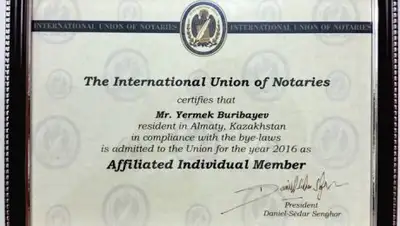 INTERNATIONAL UNION OF NOTARIES
INTERNATIONAL UNION OF NOTARIES
The International Union of Notaries
certifies that
Mr. Yermek Buribayev
resident in Almaty, Kazakhstan
in compliance with the bye-laws
is admitted to the Union for the year 2016 as
Affiliated Individual Member
President
Daniel-Sédar Senghor